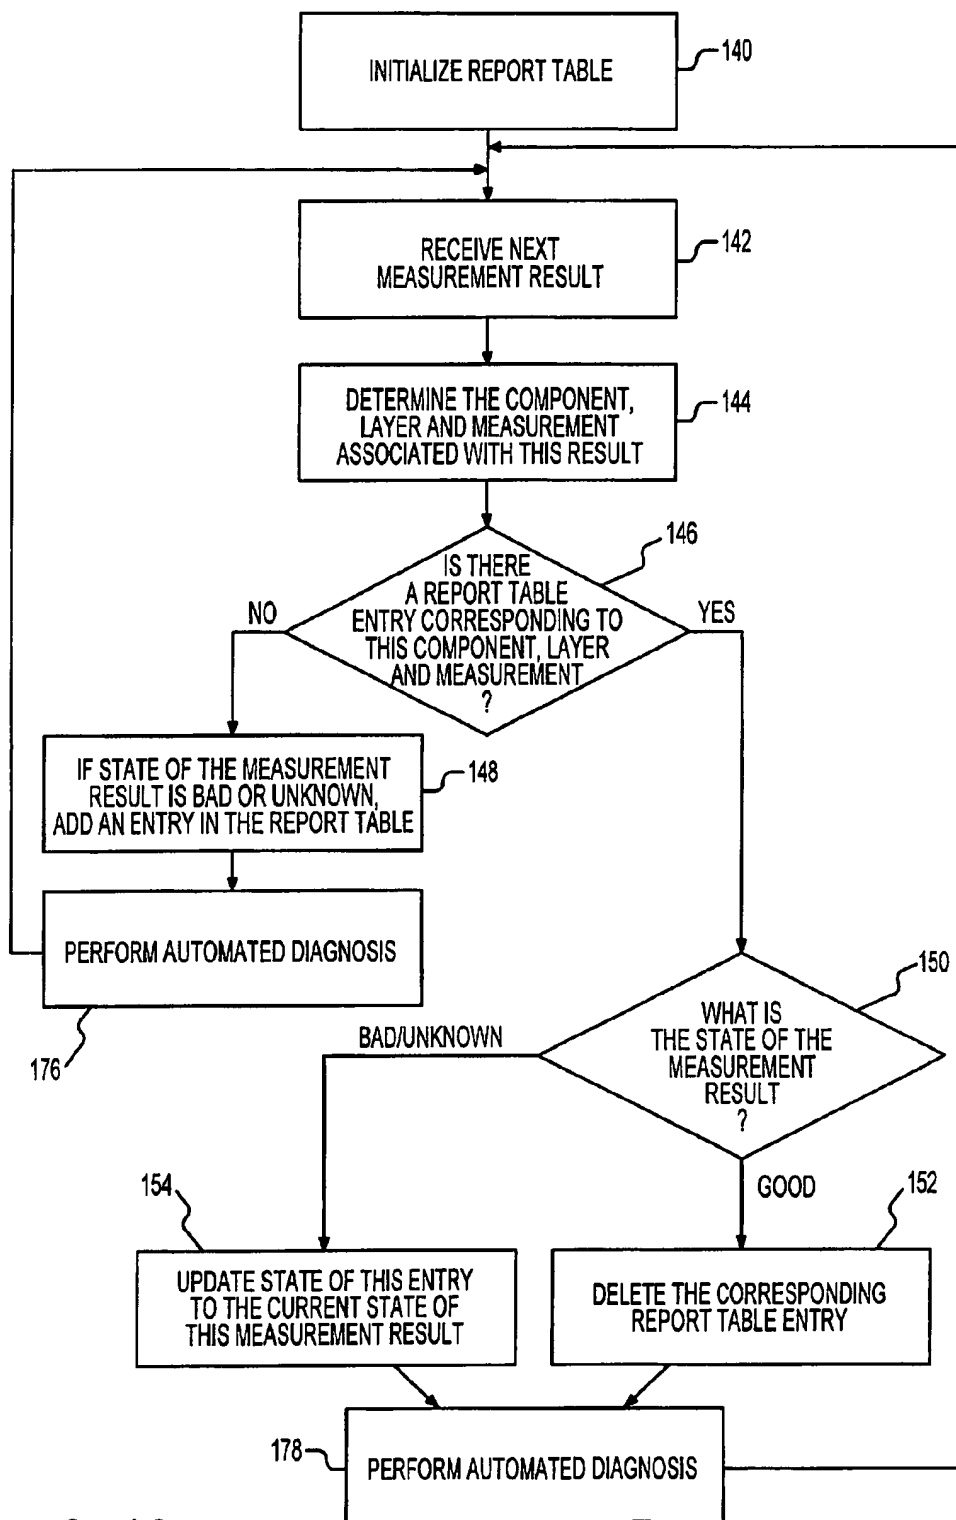 INITIALIZE REPORT TABLE
140
RECEIVE NEXT
MEASUREMENT RESULT
142
DETERMINE THE COMPONENT,
LAYER AND MEASUREMENT
ASSOCIATED WITH THIS RESULT
144
146
IS THERE
A REPORT TABLE
ENTRY CORRESPONDING TO
THIS COMPONENT, LAYER
AND MEASUREMENT
?
NO
YES
IF STATE OF THE MEASUREMENT
RESULT IS BAD OR UNKNOWN,
ADD AN ENTRY IN THE REPORT TABLE
148
PERFORM AUTOMATED DIAGNOSIS
176
150
WHAT IS
THE STATE OF THE
MEASUREMENT
RESULT
?
BAD/UNKNOWN
GOOD
154
152
UPDATE STATE OF THIS ENTRY
TO THE CURRENT STATE OF
THIS MEASUREMENT RESULT
DELETE THE CORRESPONDING
REPORT TABLE ENTRY
178
PERFORM AUTOMATED DIAGNOSIS